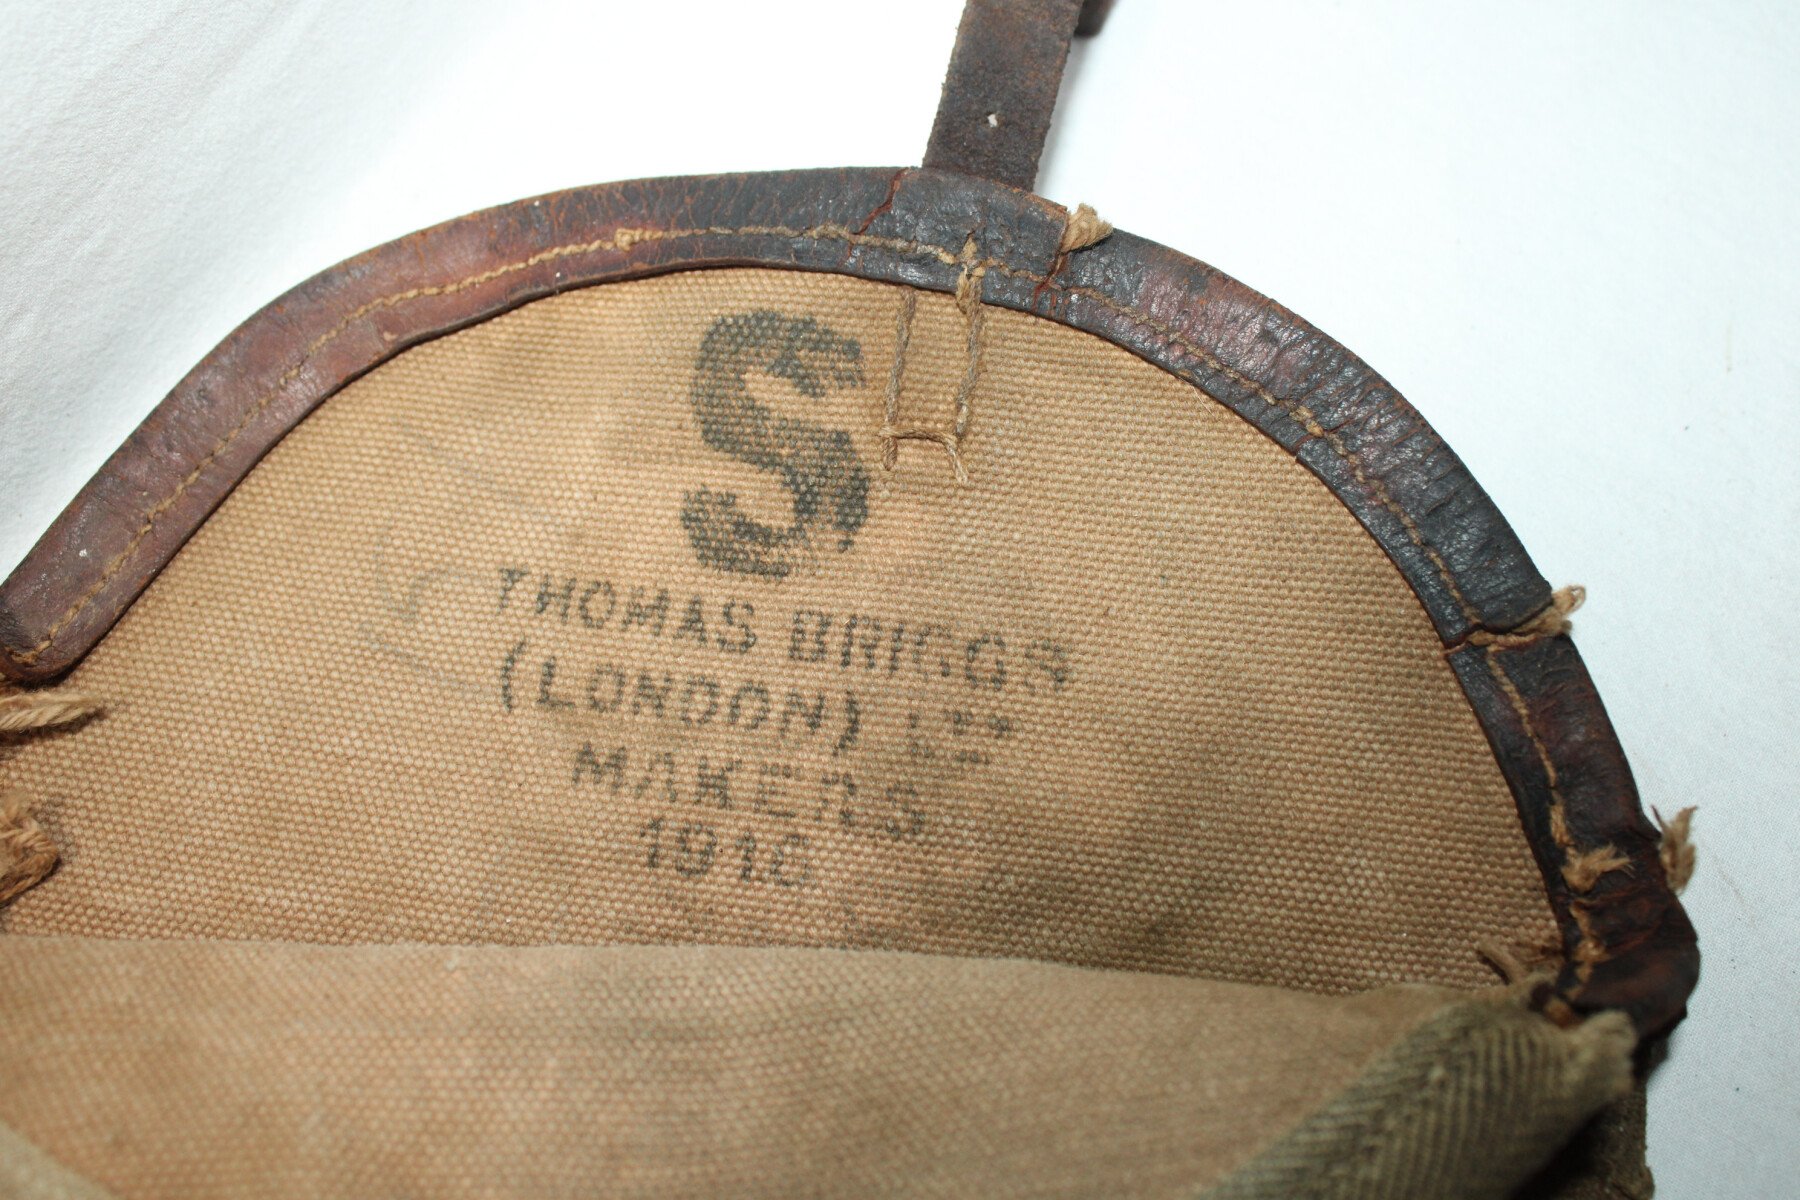 S
THOMAS BRIGGS
(LONDON) LTD
MAKERS
1916